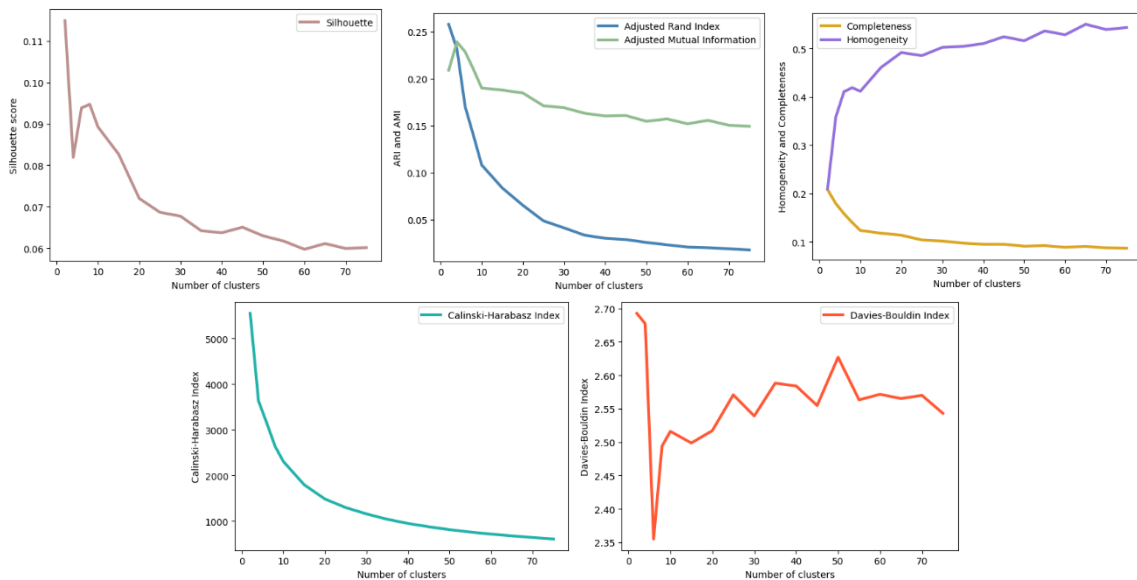 Silhouette
Silhouette score
0.11
0.10
0.09
0.08
0.07
0.06
0 10 20 30 40 50 60 70
Number of clusters
Adjusted Rand Index
Adjusted Mutual Information
ARI and AMI
0.25
0.20
0.15
0.10
0.05
0 10 20 30 40 50 60 70
Number of clusters
Completeness
Homogeneity
Homogeneity and Completeness
0.5
0.4
0.3
0.2
0.1
0 10 20 30 40 50 60 70
Number of clusters
Calinski-Harabasz Index
Calinski-Harabasz Index
5000
4000
3000
2000
1000
0 10 20 30 40 50 60 70
Number of clusters
Davies-Bouldin Index
Davies-Bouldin Index
2.70
2.65
2.60
2.55
2.50
2.45
2.40
2.35
0 10 20 30 40 50 60 70
Number of clusters